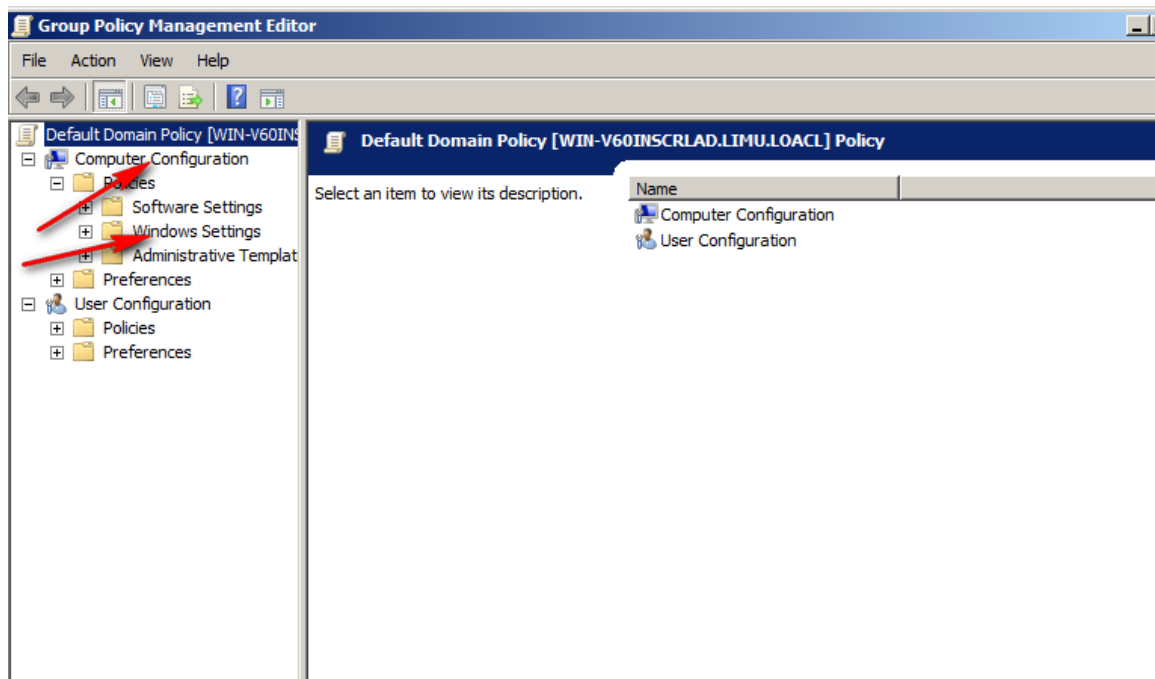 Group Policy Management Editor
File Action View Help
Default Domain Policy [WIN-V60INS
Computer Configuration
Policies
Software Settings
Windows Settings
Administrative Templat
Preferences
User Configuration
Policies
Preferences
Default Domain Policy [WIN-V60INSCRLAD.LIMU.LOACL] Policy
Select an item to view its description.
Name
Computer Configuration
User Configuration